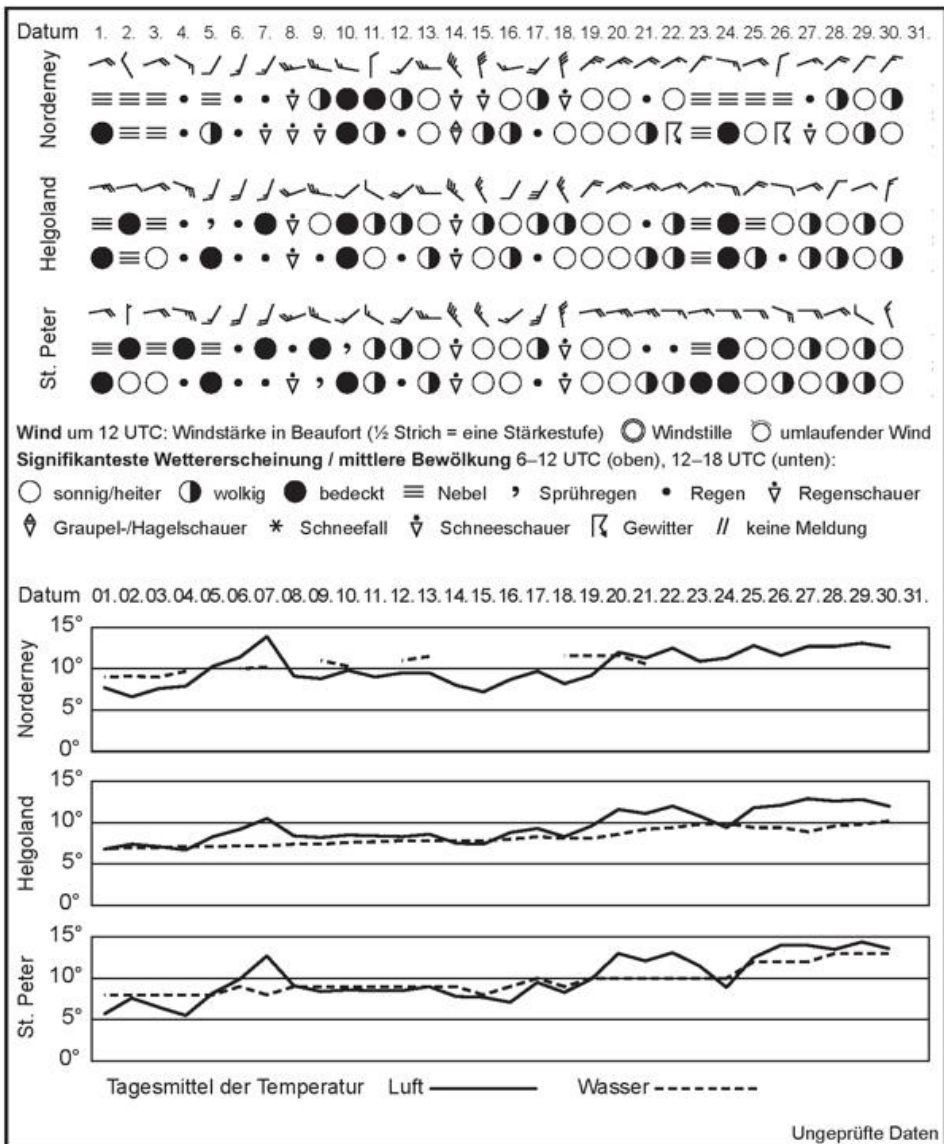 Datum 1. 2. 3. 4. 5. 6. 7. 8. 9. 10. 11. 12. 13. 14. 15. 16. 17. 18. 19. 20. 21. 22. 23. 24. 25. 26. 27. 28. 29. 30. 31.
Norderney
Helgoland
St. Peter
Wind um 12 UTC: Windstärke in Beaufort (½ Strich = eine Stärkestufe) Windstille umlaufender Wind
Signifikanteste Wettererscheinung / mittlere Bewölkung 6–12 UTC (oben), 12–18 UTC (unten):
sonnig/heiter wolkig bedeckt Nebel Sprühregen Regen Regenschauer
Graupel-/Hagelschauer Schneefall Schneeschauer Gewitter // keine Meldung
Datum 01. 02. 03. 04. 05. 06. 07. 08. 09. 10. 11. 12. 13. 14. 15. 16. 17. 18. 19. 20. 21. 22. 23. 24. 25. 26. 27. 28. 29. 30. 31.
Norderney
15°
10°
5°
0°
Helgoland
15°
10°
5°
0°
St. Peter
15°
10°
5°
0°
Tagesmittel der Temperatur Luft Wasser
Ungeprüfte Daten